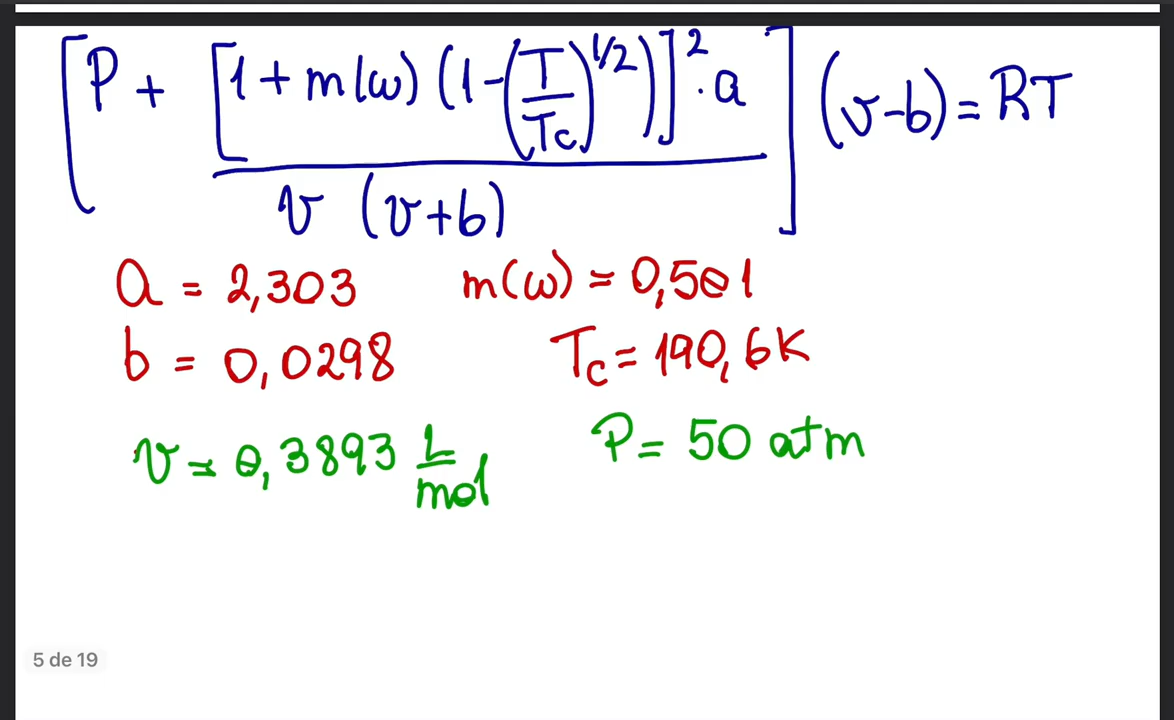 [P + [1 + m(ω) (1 - (T/Tc)^1/2)]^2 · a / v (v + b)] (v - b) = RT
a = 2,303 m(ω) = 0,501
b = 0,0298 Tc = 190,6K
v = 0,3893 L/mol P = 50 atm
5 de 19